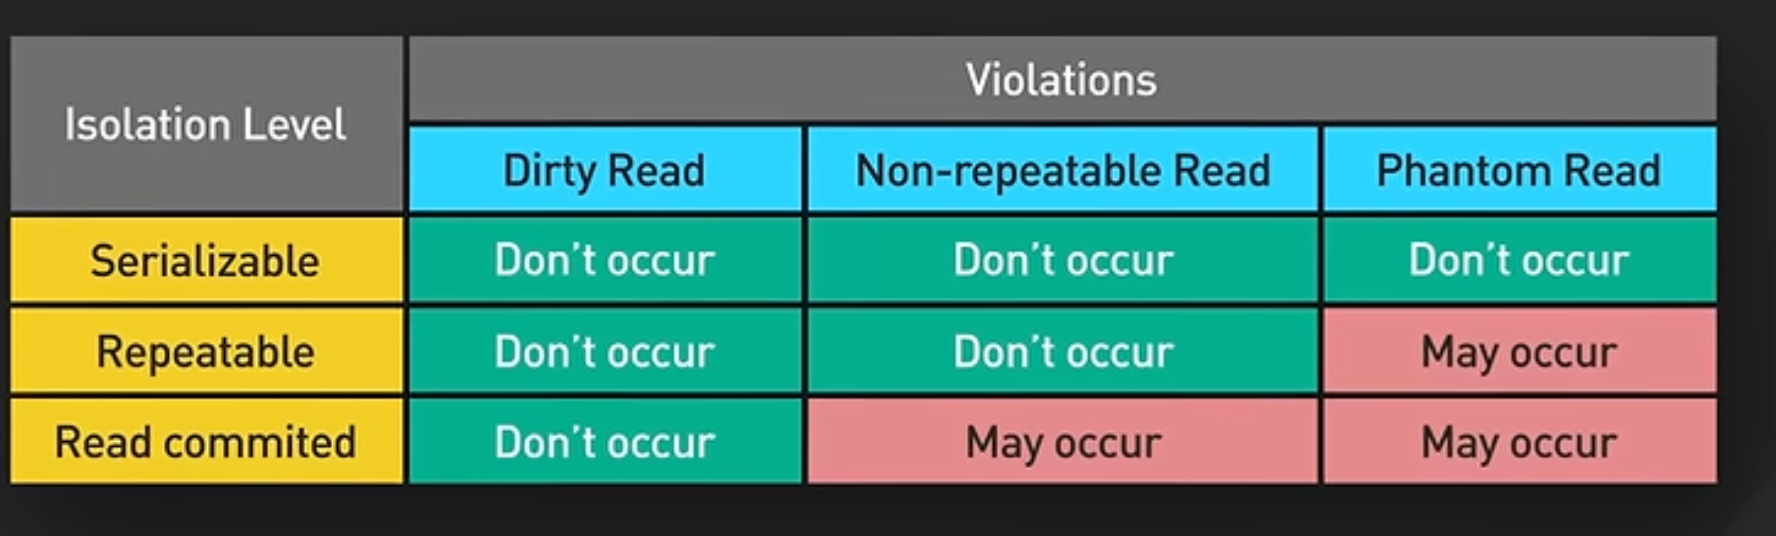 Isolation Level
Violations
Dirty Read Non-repeatable Read Phantom Read
Serializable Don't occur Don't occur Don't occur
Repeatable Don't occur Don't occur May occur
Read commited Don't occur May occur May occur